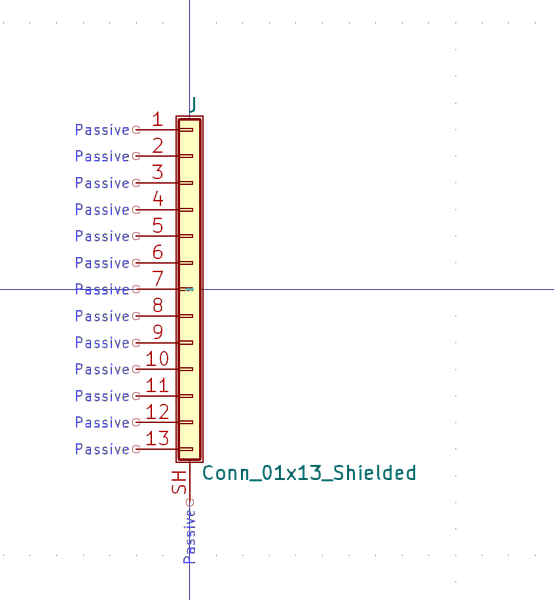 J
Passive 1
Passive 2
Passive 3
Passive 4
Passive 5
Passive 6
Passive 7
Passive 8
Passive 9
Passive 10
Passive 11
Passive 12
Passive 13
SH
Conn_01x13_Shielded
Passive